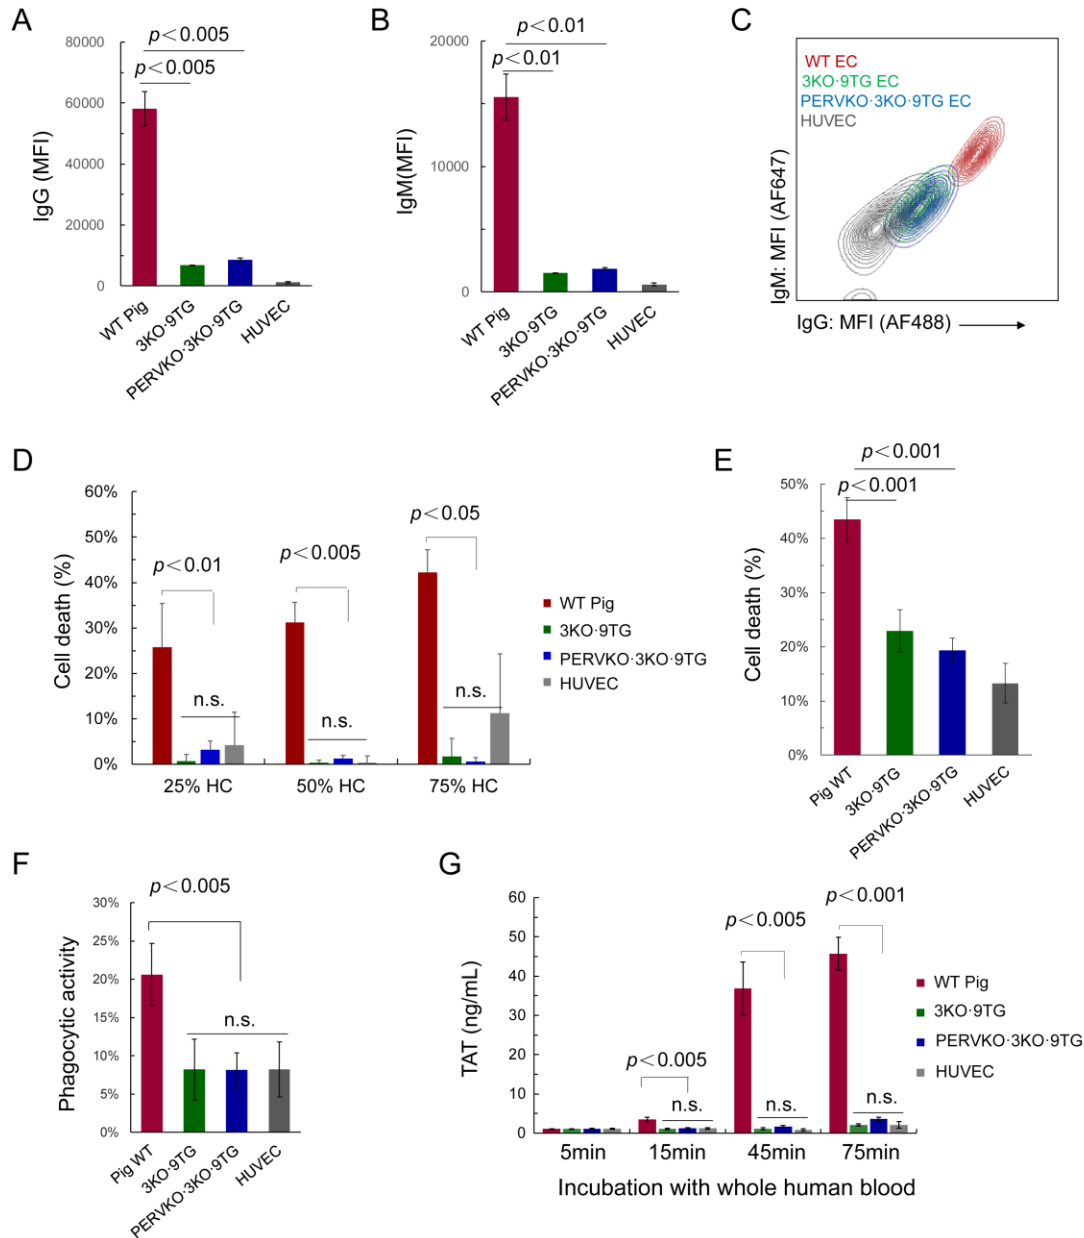 A
80000
60000
40000
20000
0
IgG (MFI)
p<0.005
p<0.005
WT Pig
3KO·9TG
PERVKO·3KO·9TG
HUVEC
B
20000
10000
0
IgM(MFI)
p<0.01
p<0.01
WT Pig
3KO·9TG
PERVKO·3KO·9TG
HUVEC
C
WT EC
3KO·9TG EC
PERVKO·3KO·9TG EC
HUVEC
IgM: MFI (AF647)
IgG: MFI (AF488)
D
60%
50%
40%
30%
20%
10%
0%
Cell death (%)
p<0.01
p<0.005
p<0.05
n.s.
n.s.
n.s.
25% HC
50% HC
75% HC
WT Pig
3KO·9TG
PERVKO·3KO·9TG
HUVEC
E
50%
40%
30%
20%
10%
0%
Cell death (%)
p<0.001
p<0.001
Pig WT
3KO·9TG
PERVKO·3KO·9TG
HUVEC
F
30%
25%
20%
15%
10%
5%
0%
Phagocytic activity
p<0.005
n.s.
Pig WT
3KO·9TG
PERVKO·3KO·9TG
HUVEC
G
60
50
40
30
20
10
0
TAT (ng/mL)
p<0.005
p<0.005
p<0.001
n.s.
n.s.
n.s.
5min
15min
45min
75min
Incubation with whole human blood
WT Pig
3KO·9TG
PERVKO·3KO·9TG
HUVEC